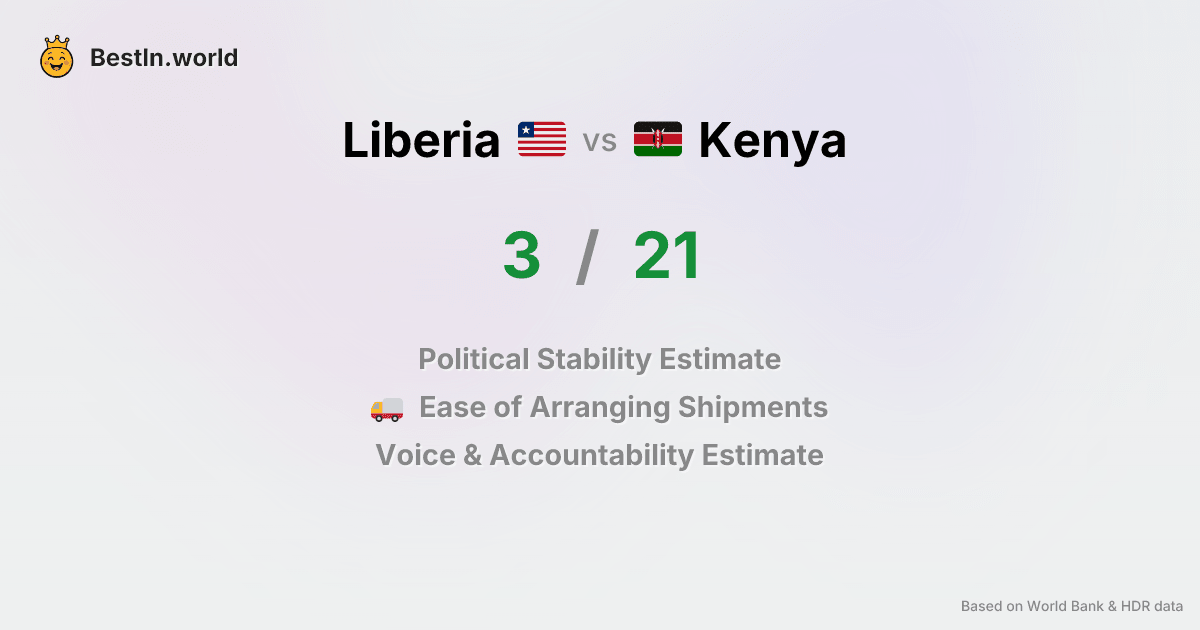 BestIn.world
Liberia vs Kenya
3 / 21
Political Stability Estimate
Ease of Arranging Shipments
Voice & Accountability Estimate
Based on World Bank & HDR data